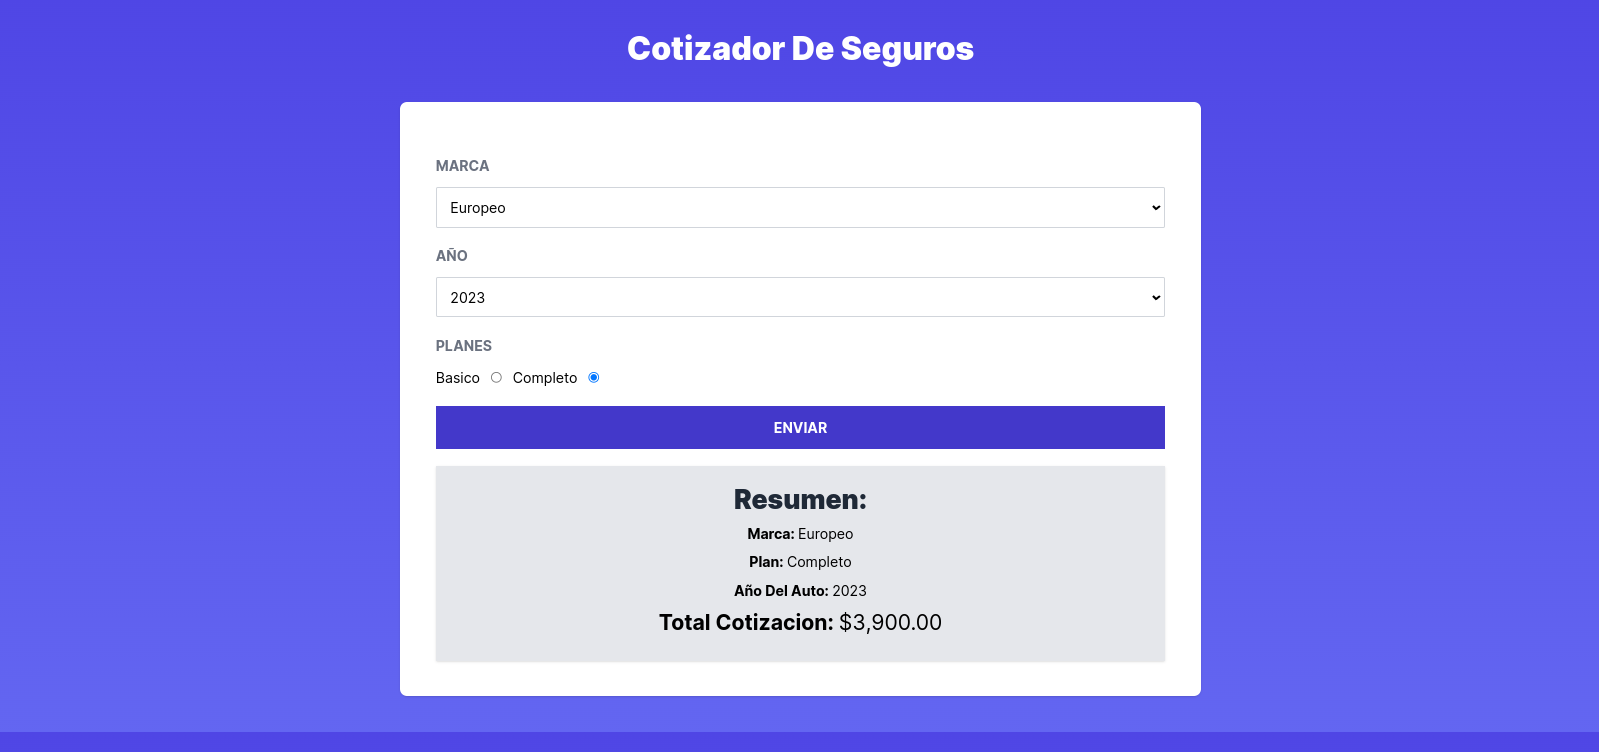 Cotizador De Seguros
MARCA
Europeo
AÑO
2023
PLANES
Basico Completo
ENVIAR
Resumen:
Marca: Europeo
Plan: Completo
Año Del Auto: 2023
Total Cotizacion: $3,900.00